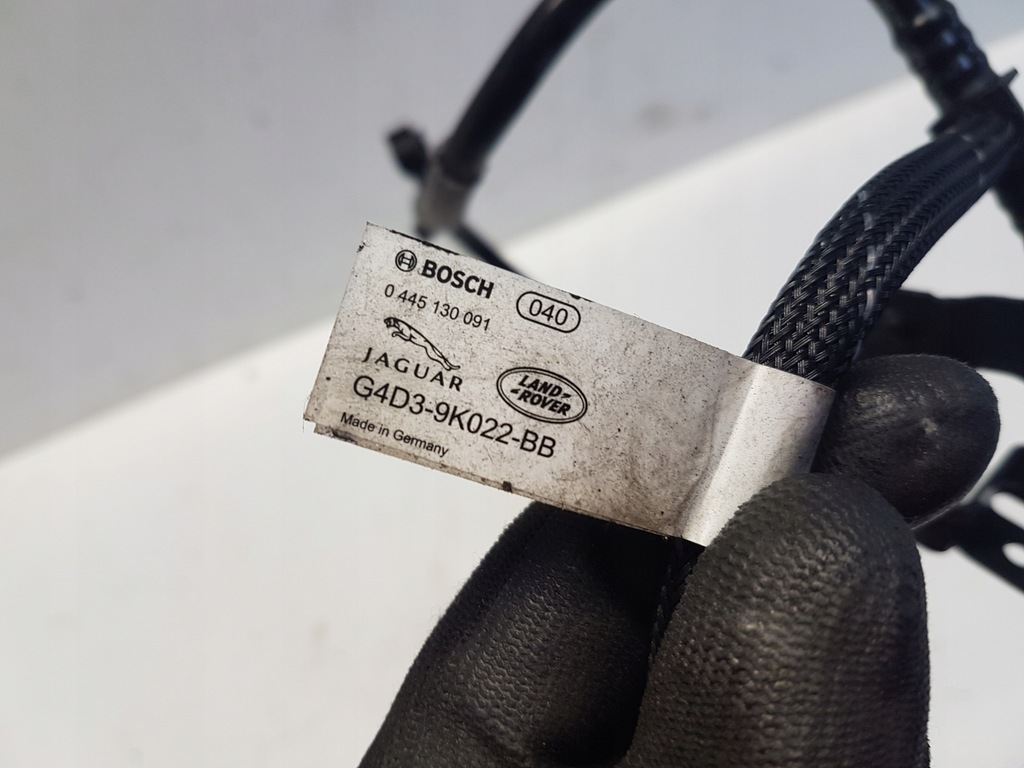 BOSCH
0 445 130 091
040
JAGUAR
LAND-
-ROVER
G4D3-9K022-BB
Made in Germany